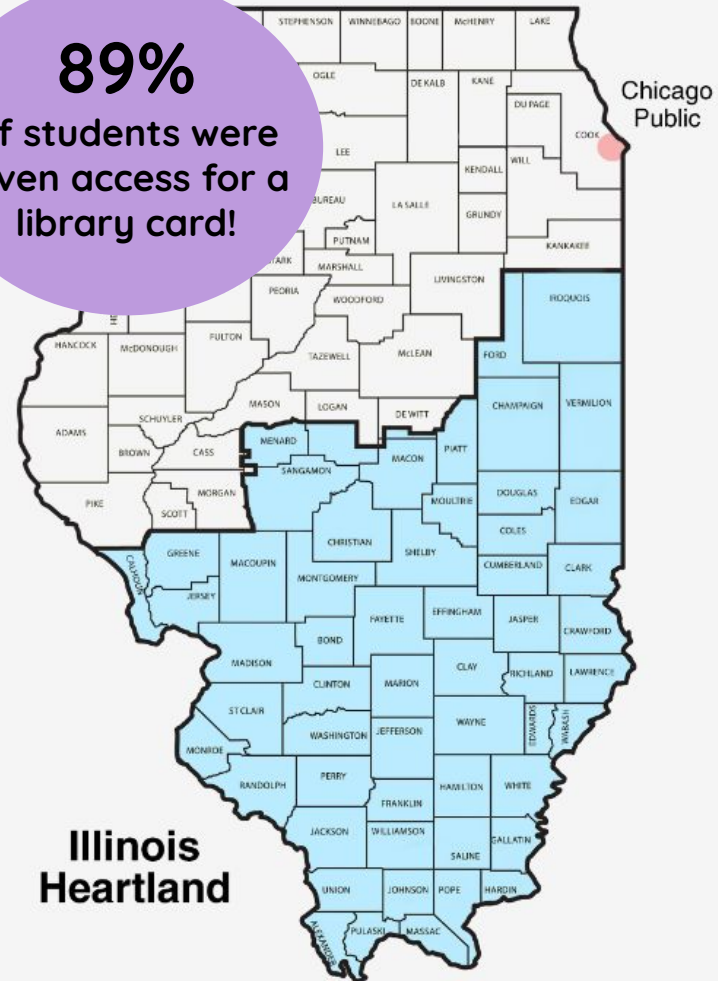 89%
f students were
ven access for a
library card!
STEPHENSON WINNEBAGO BOONE McHENRY LAKE
OGLE
DE KALB KANE
DU PAGE
COOK
Chicago
Public
LEE
KENDALL WILL
BUREAU LA SALLE
GRUNDY
PUTNAM
KANKAKEE
MARSHALL
LIVINGSTON
PEORIA
WOODFORD
IROQUOIS
FULTON
HANCOCK McDONOUGH
TAZEWELL McLEAN
FORD
MASON LOGAN
DE WITT
CHAMPAIGN VERMILION
SCHUYLER
ADAMS
BROWN CASS
MENARD
MACON PIATT
SANGAMON
MORGAN
PIKE
SCOTT
MOULTRIE DOUGLAS EDGAR
COLES
CHRISTIAN
SHELBY
GREENE
MACOUPIN
CALHOUN
CUMBERLAND CLARK
MONTGOMERY
JERSEY
FAYETTE EFFINGHAM JASPER
CRAWFORD
BOND
MADISON
CLAY
RICHLAND LAWRENCE
CLINTON MARION
ST CLAIR
WAYNE
EDWARDS WABASH
WASHINGTON JEFFERSON
MONROE
PERRY
RANDOLPH
HAMILTON WHITE
FRANKLIN
JACKSON WILLIAMSON
GALLATIN
SALINE
Illinois
Heartland
UNION JOHNSON POPE HARDIN
ALEXANDER PULASKI MASSAC